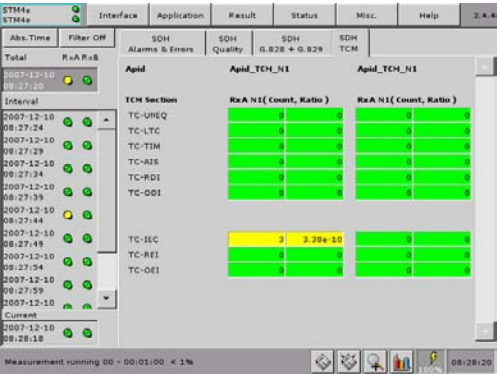 STM4e
STM4e
Interface Application Result Status Misc. Help 2.4.4
Abs.Time Filter Off
SDH Alarms & Errors
SDH Quality
SDH G.828 + G.829
SDH TCM
Total RxA RxB
2007-12-10
08:27:20
Interval
2007-12-10
08:27:24
2007-12-10
08:27:29
2007-12-10
08:27:34
2007-12-10
08:27:39
2007-12-10
08:27:44
2007-12-10
08:27:49
2007-12-10
08:27:54
2007-12-10
08:27:59
2007-12-10
Current
2007-12-10
08:28:18
Apid Apid_TCM_N1 Apid_TCM_N1
TCM Section RxA N1( Count, Ratio ) RxA N1( Count, Ratio )
TC-UNEQ 0 0 0 0
TC-LTC 0 0 0 0
TC-TIM 0 0 0 0
TC-AIS 0 0 0 0
TC-RDI 0 0 0 0
TC-ODI 0 0 0 0
TC-IEC 3 3.38e-10 0 0
TC-REI 0 0 0 0
TC-OEI 0 0 0 0
Measurement running 00 - 00:01:00 < 1% 100% 08:28:20